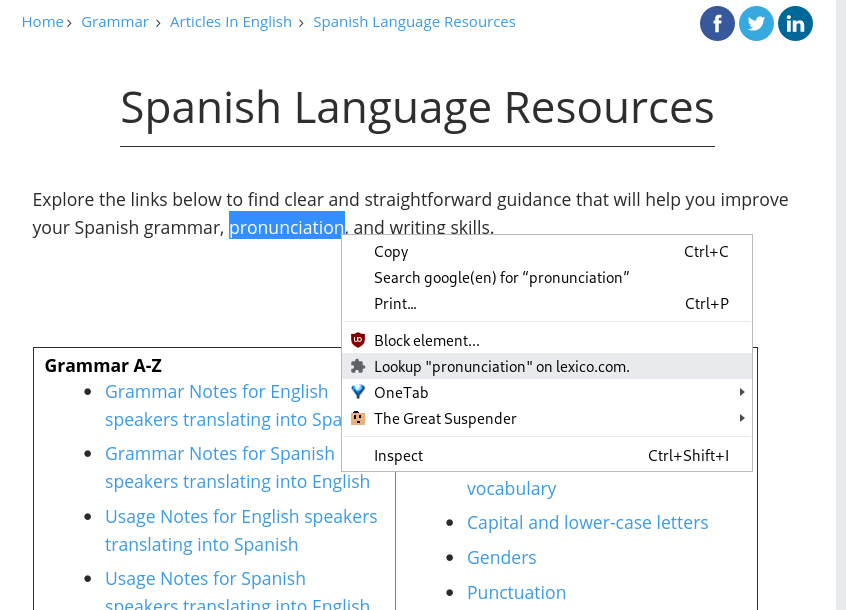 Home › Grammar › Articles In English › Spanish Language Resources
Spanish Language Resources
Explore the links below to find clear and straightforward guidance that will help you improve
your Spanish grammar, pronunciation, and writing skills.
Copy Ctrl+C
Search google(en) for “pronunciation”
Print... Ctrl+P
Block element...
Lookup "pronunciation" on lexico.com.
OneTab
The Great Suspender
Inspect Ctrl+Shift+I
Grammar A-Z
Grammar Notes for English
speakers translating into Spa
Grammar Notes for Spanish
speakers translating into English
Usage Notes for English speakers
translating into Spanish
Usage Notes for Spanish
speakers translating into English
vocabulary
Capital and lower-case letters
Genders
Punctuation